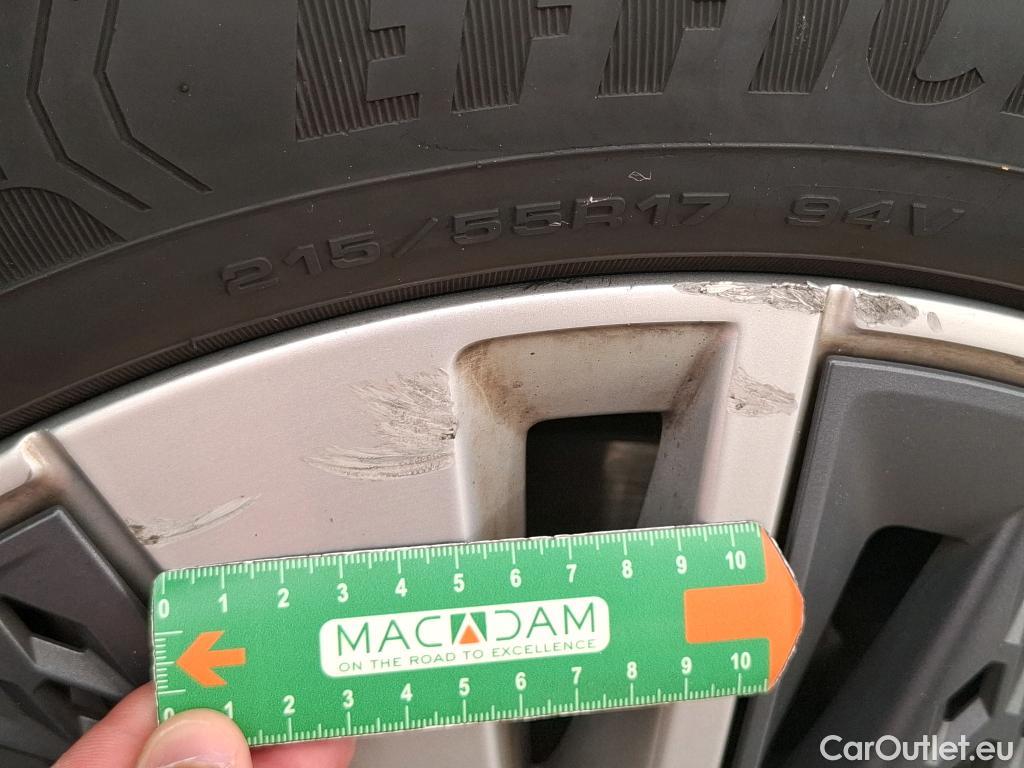 EFFICI
215/55R17 94V
0 1 2 3 4 5 6 7 8 9 10
MACADAM
ON THE ROAD TO EXCELLENCE
0 1 2 3 4 5 6 7 8 9 10
CarOutlet.eu